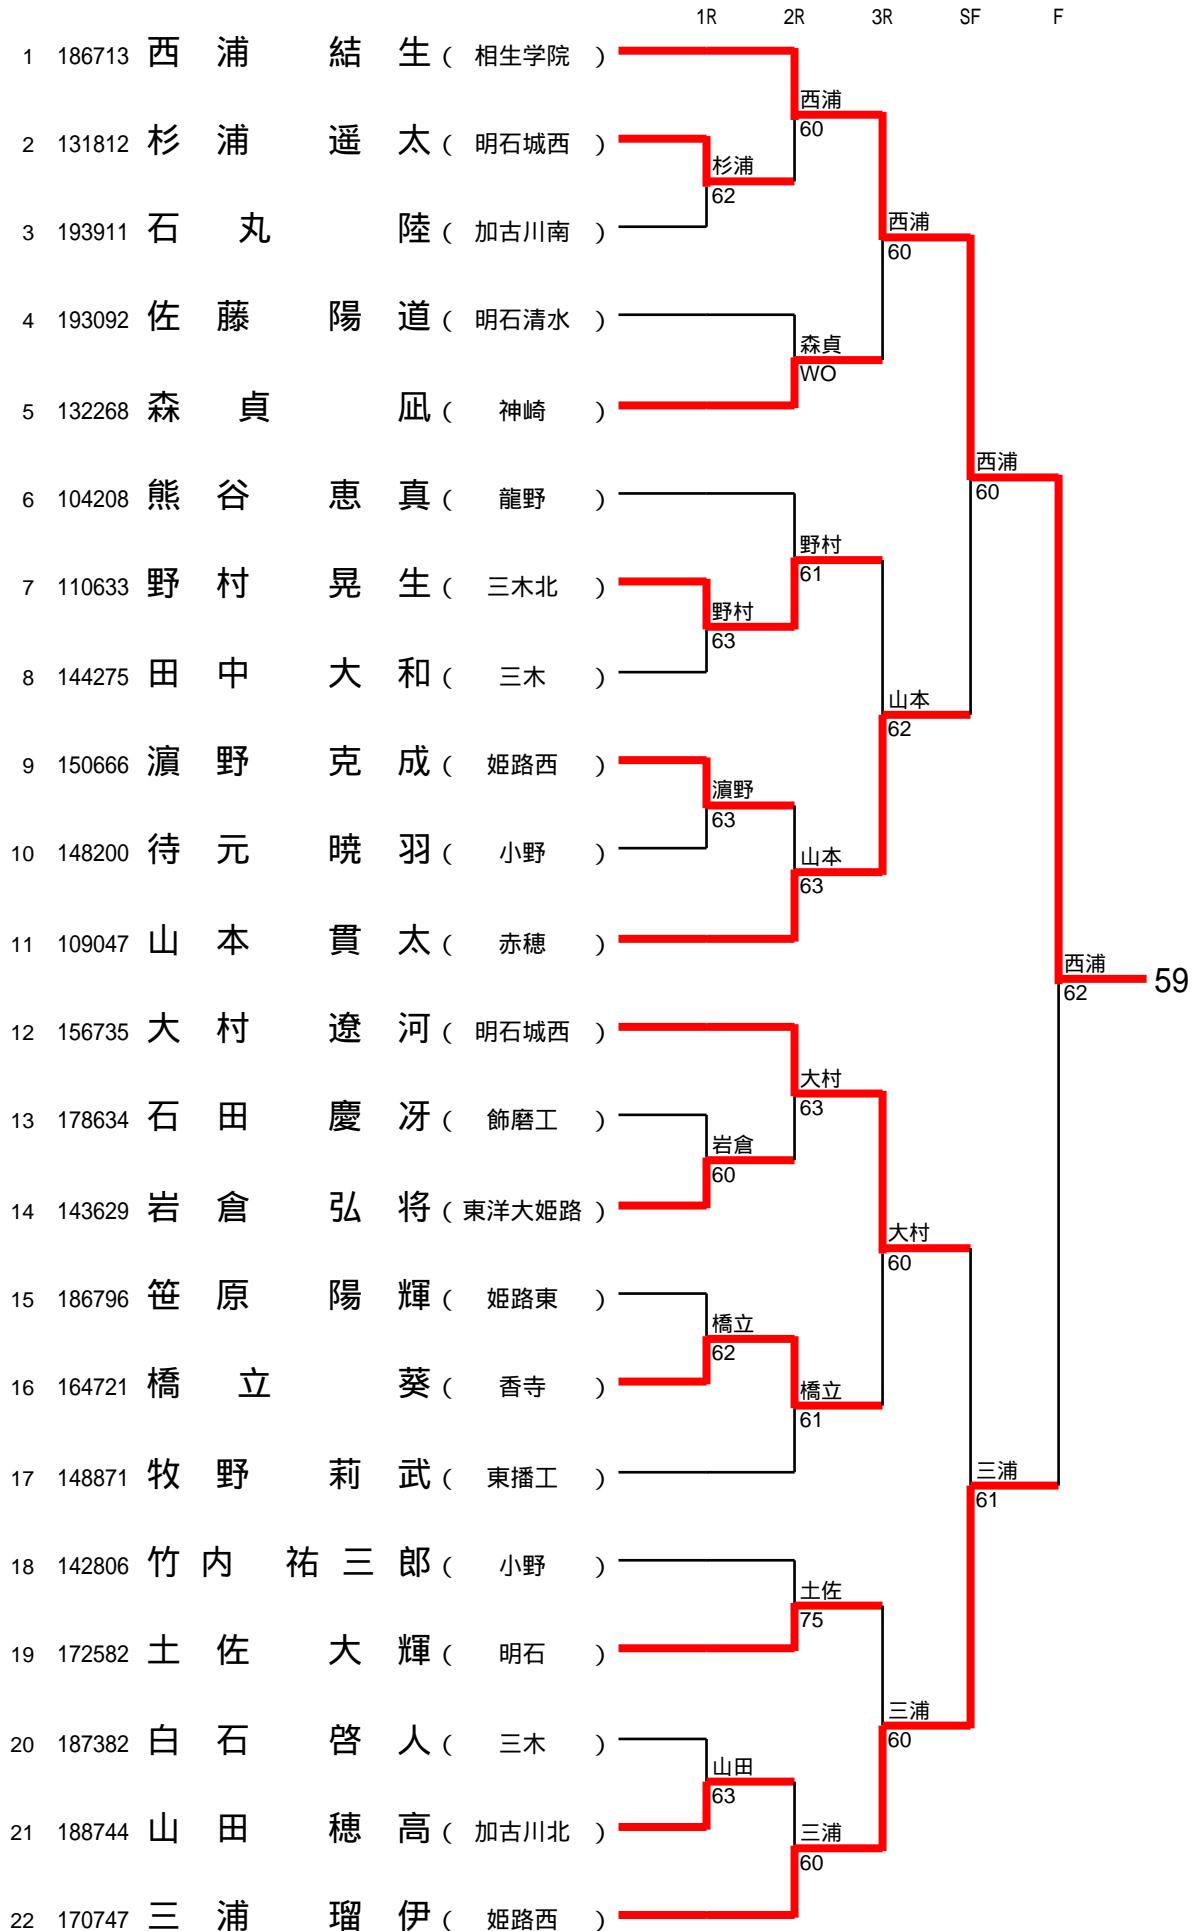 1R 2R 3R SF F
1 186713 西浦 結生 ( 相生学院 )
西浦
60
2 131812 杉浦 遥太 ( 明石城西 )
杉浦
62
3 193911 石丸 陸 ( 加古川南 )
西浦
60
4 193092 佐藤 陽道 ( 明石清水 )
森貞
WO
5 132268 森貞 凪 ( 神崎 )
西浦
60
6 104208 熊谷 恵真 ( 龍野 )
野村
61
7 110633 野村 晃生 ( 三木北 )
野村
63
8 144275 田中 大和 ( 三木 )
山本
62
9 150666 濵野 克成 ( 姫路西 )
濵野
63
10 148200 待元 暁羽 ( 小野 )
山本
63
11 109047 山本 貫太 ( 赤穂 )
西浦
62
59
12 156735 大村 遼河 ( 明石城西 )
大村
63
13 178634 石田 慶冴 ( 飾磨工 )
岩倉
60
14 143629 岩倉 弘将 ( 東洋大姫路 )
大村
60
15 186796 笹原 陽輝 ( 姫路東 )
橋立
62
16 164721 橋立 葵 ( 香寺 )
橋立
61
17 148871 牧野 莉武 ( 東播工 )
三浦
61
18 142806 竹内 祐三郎 ( 小野 )
土佐
75
19 172582 土佐 大輝 ( 明石 )
三浦
60
20 187382 白石 啓人 ( 三木 )
山田
63
21 188744 山田 穂高 ( 加古川北 )
三浦
60
22 170747 三浦 瑠伊 ( 姫路西 )